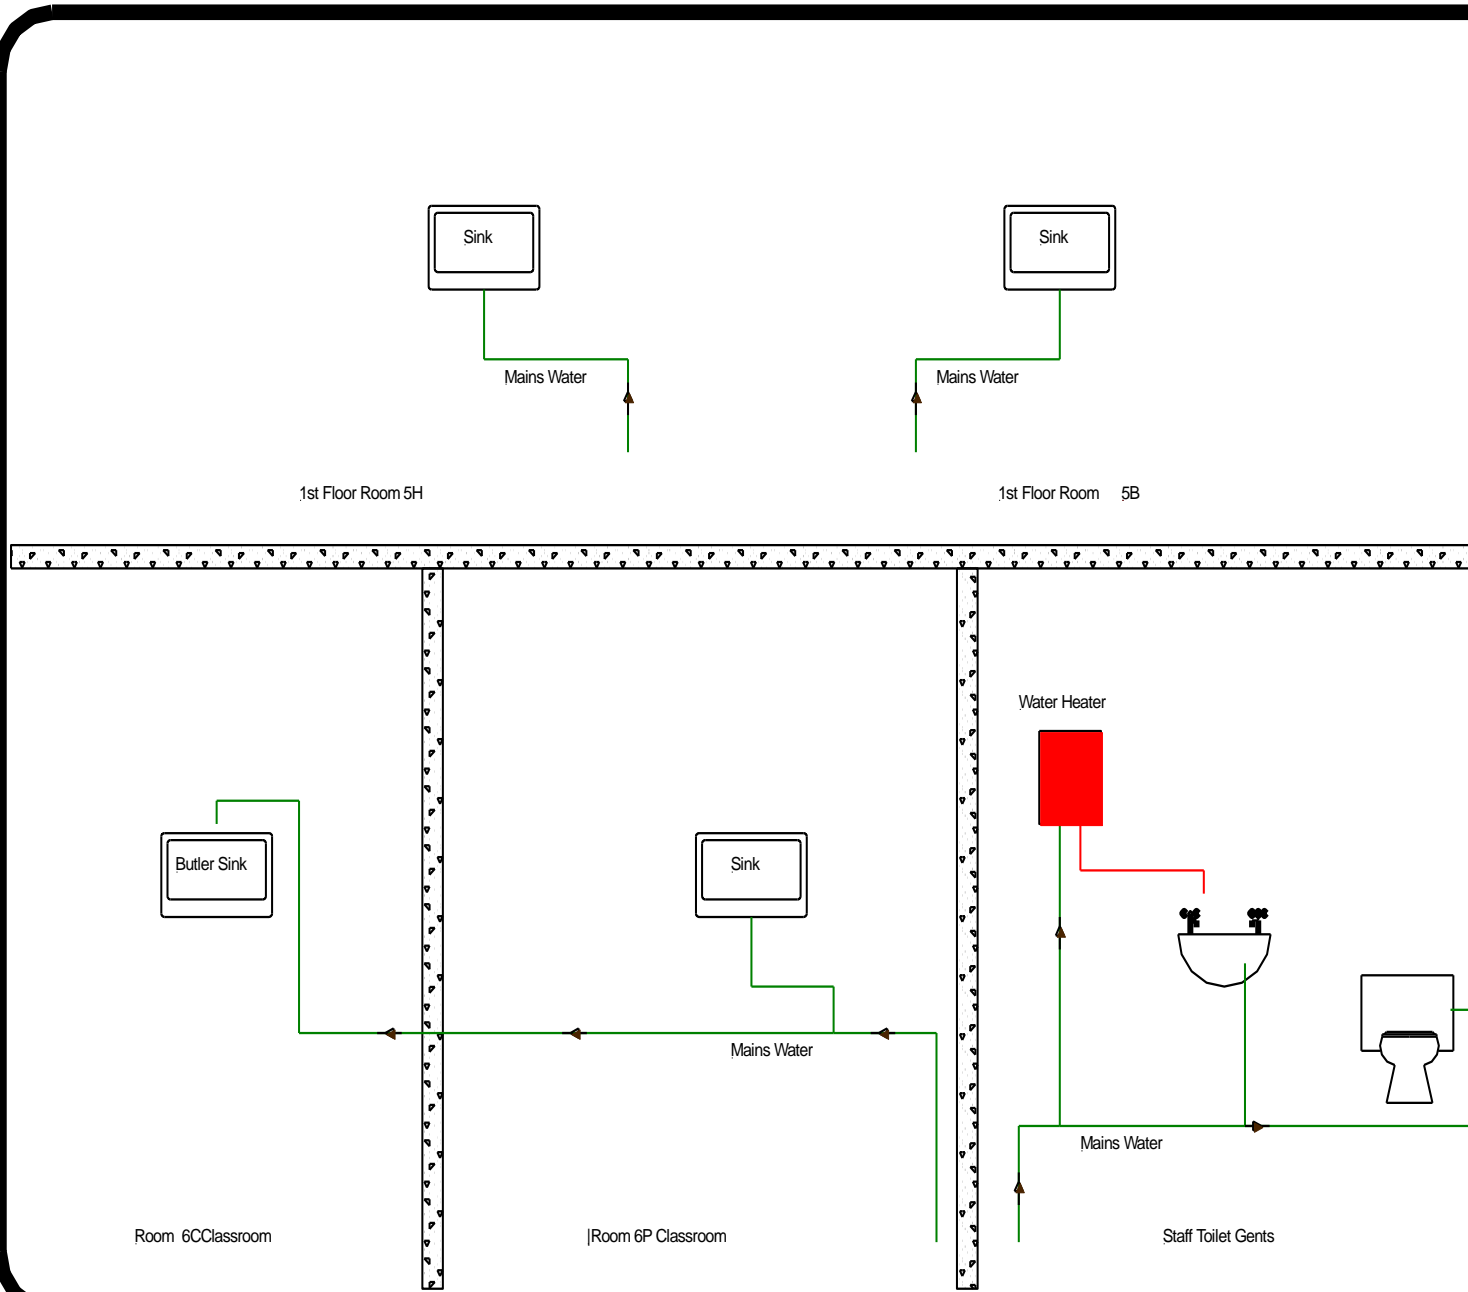 Sink
Sink
Mains Water
Mains Water
1st Floor Room 5H
1st Floor Room 5B
Water Heater
Butler Sink
Sink
Mains Water
Mains Water
Room 6CClassroom
Room 6P Classroom
Staff Toilet Gents